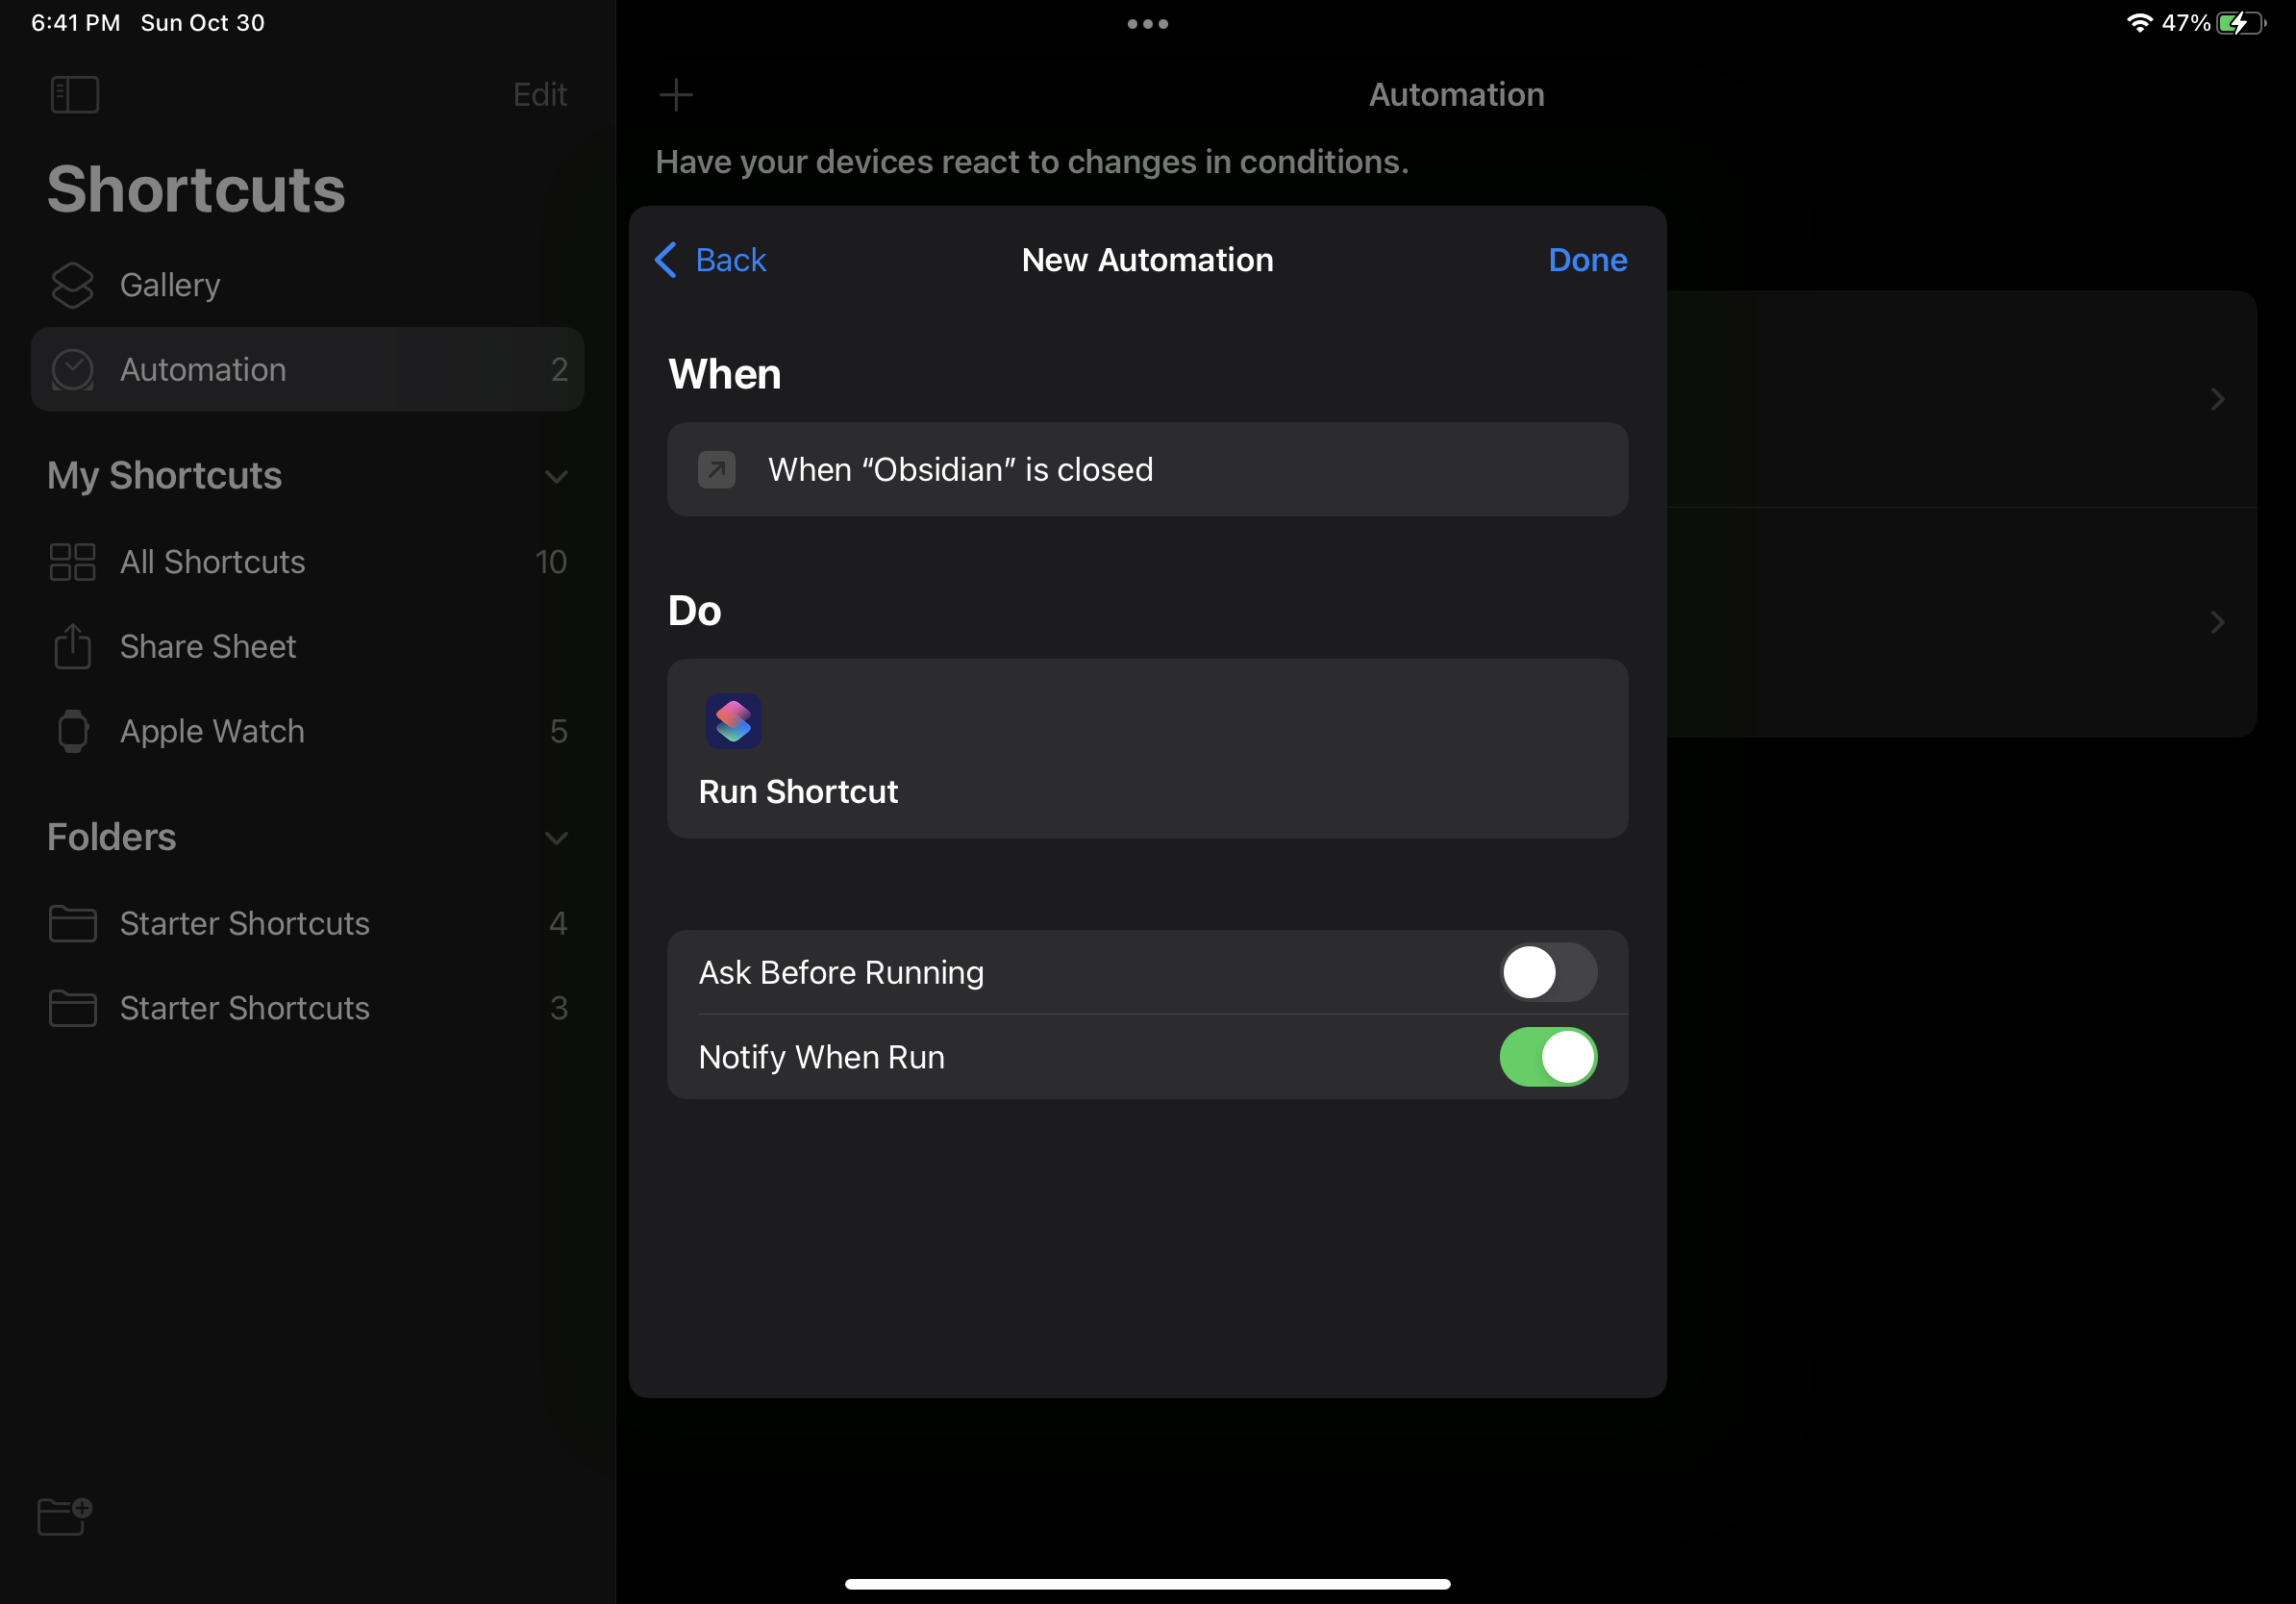 6:41 PM Sun Oct 30
47%
Edit
Shortcuts
Gallery
Automation 2
My Shortcuts
All Shortcuts 10
Share Sheet
Apple Watch 5
Folders
Starter Shortcuts 4
Starter Shortcuts 3
Automation
Have your devices react to changes in conditions.
Back New Automation Done
When
When “Obsidian” is closed
Do
Run Shortcut
Ask Before Running
Notify When Run